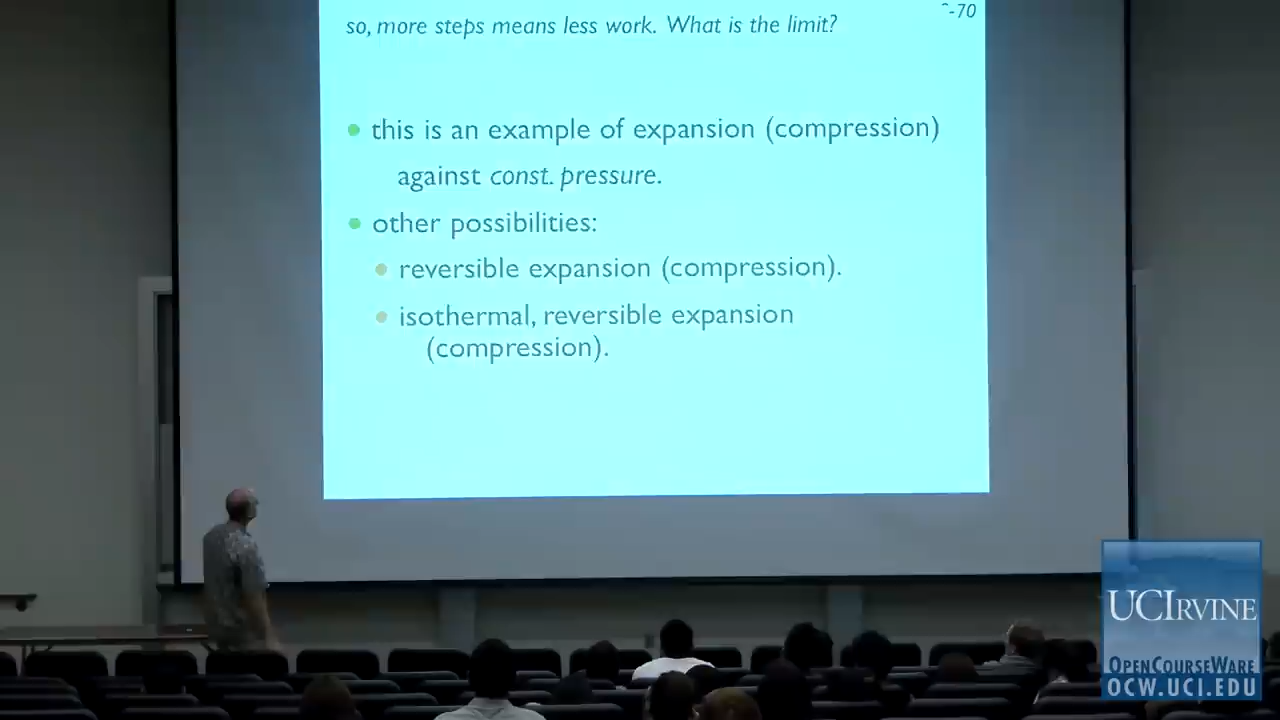 so, more steps means less work. What is the limit?
-70
this is an example of expansion (compression)
against const. pressure.
other possibilities:
reversible expansion (compression).
isothermal, reversible expansion
(compression).
UCIRVINE
OPENCOURSEWARE
OCW.UCI.EDU